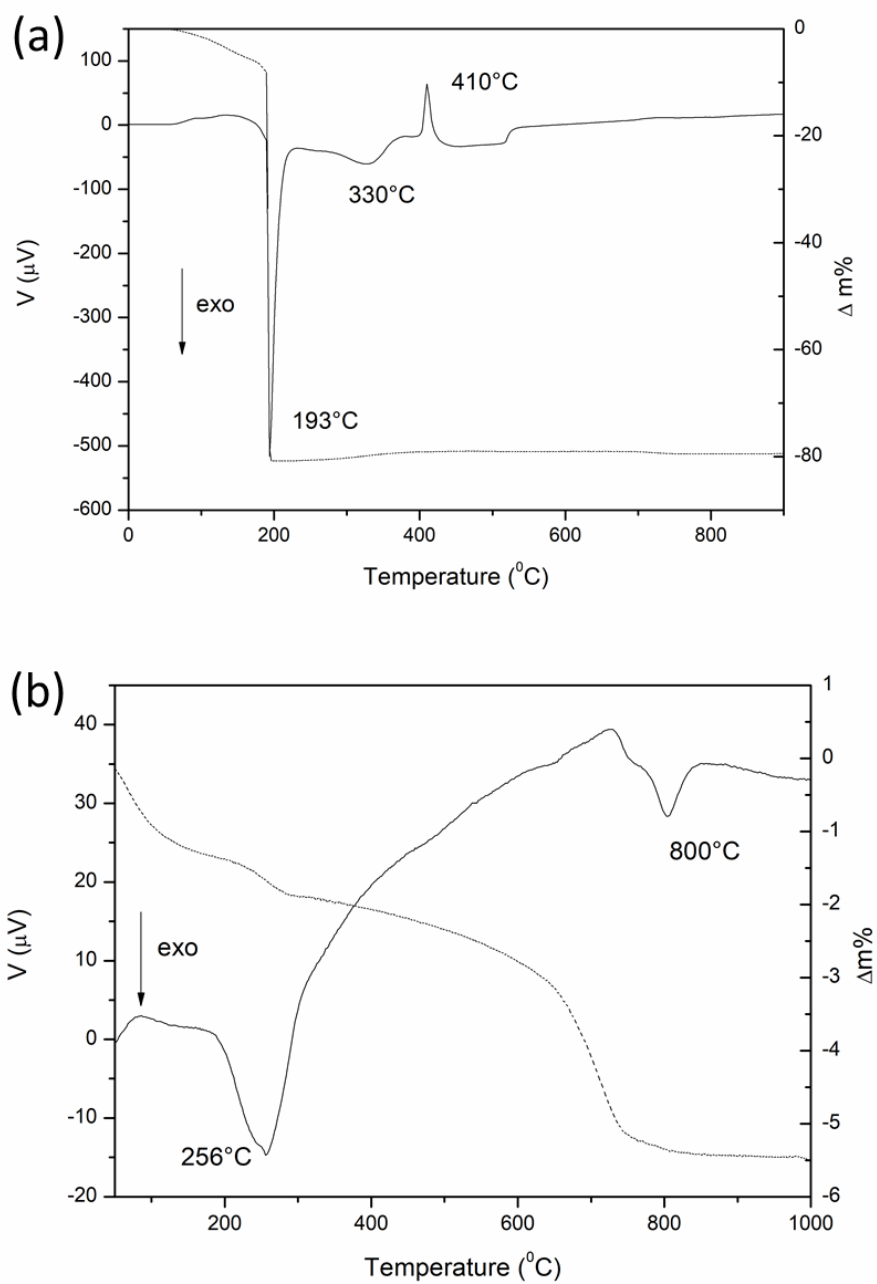 (a)
100
0
-100
-200
-300
-400
-500
-600
V (µV)
0
-20
-40
-60
-80
Δ m%
410°C
330°C
exo
193°C
0
200
400
600
800
Temperature (⁰C)
(b)
40
30
20
10
0
-10
-20
V (µV)
1
0
-1
-2
-3
-4
-5
-6
Δm%
800°C
exo
256°C
200
400
600
800
1000
Temperature (⁰C)